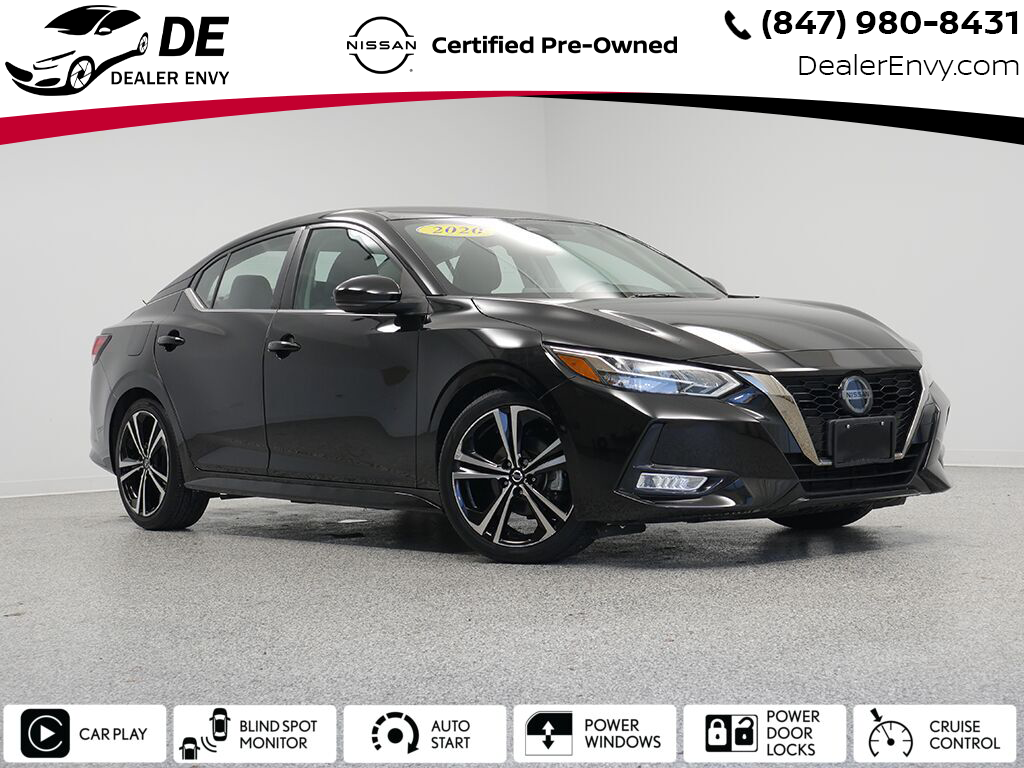 DE
DEALER ENVY
NISSAN
Certified Pre-Owned
(847) 980-8431
DealerEnvy.com
2020
NISSAN
CAR PLAY
BLIND SPOT
MONITOR
AUTO
START
POWER
WINDOWS
POWER
DOOR
LOCKS
CRUISE
CONTROL